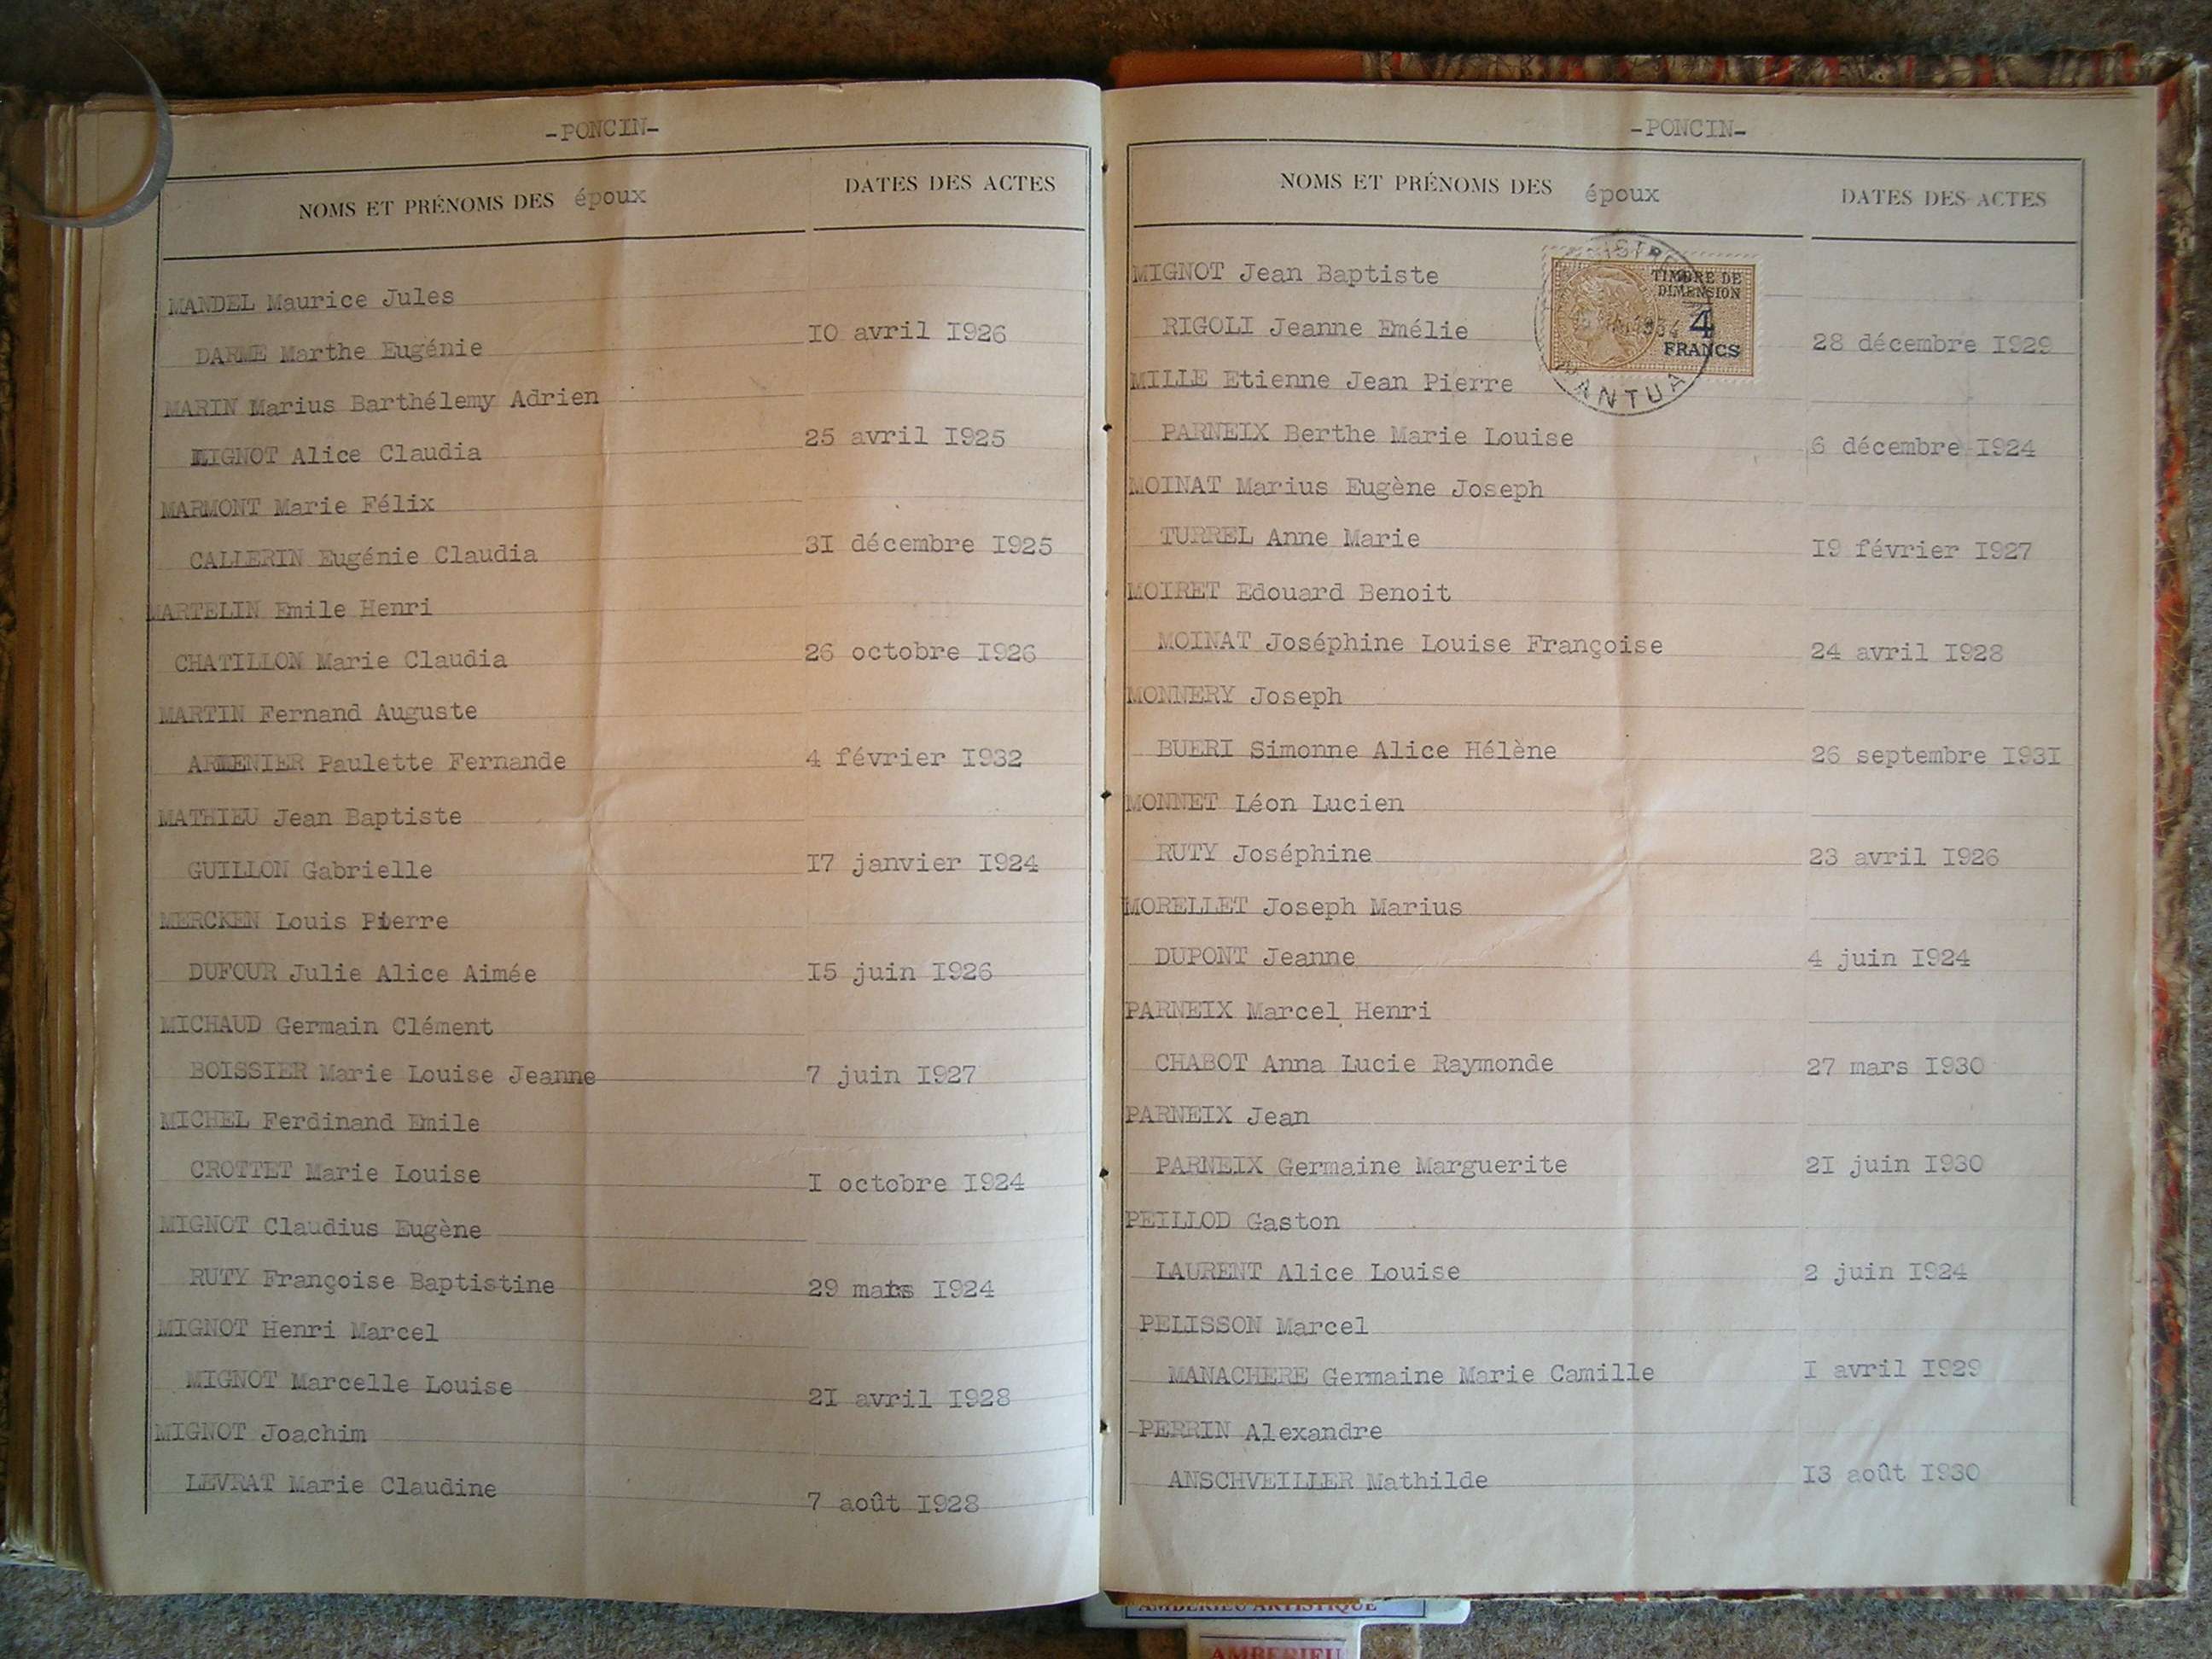 -PONCIN-
NOMS ET PRÉNOMS DES époux DATES DES ACTES
MANDEL Maurice Jules
DARME Marthe Eugénie 10 avril I926
MARIN Marius Barthélemy Adrien
MIGNOT Alice Claudia 25 avril I925
MARMONT Marie Félix
CALLERIN Eugénie Claudia 3I décembre I925
MARTELIN Emile Henri
CHATILLON Marie Claudia 26 octobre I926
MARTIN Fernand Auguste
ARMENIER Paulette Fernande 4 février I932
MATHIEU Jean Baptiste
GUILLON Gabrielle I7 janvier I924
MERCKEN Louis Pierre
DUFOUR Julie Alice Aimée I5 juin I926
MICHAUD Germain Clément
BOISSIER Marie Louise Jeanne 7 juin I927
MICHEL Ferdinand Emile
CROTTET Marie Louise I octobre I924
MIGNOT Claudius Eugène
RUTY Françoise Baptistine 29 mars I924
MIGNOT Henri Marcel
MIGNOT Marcelle Louise 2I avril I928
MIGNOT Joachim
LEVRAT Marie Claudine 7 août I928
-PONCIN-
NOMS ET PRÉNOMS DES époux DATES DES ACTES
MIGNOT Jean Baptiste
RIGOLI Jeanne Emélie 28 décembre I929
MILLE Etienne Jean Pierre
PARNEIX Berthe Marie Louise 6 décembre I924
MOINAT Marius Eugène Joseph
TURREL Anne Marie I9 février I927
MOIRET Edouard Benoit
MOINAT Joséphine Louise Françoise 24 avril I928
MONNERY Joseph
BUERI Simonne Alice Hélène 26 septembre I93I
MONNET Léon Lucien
RUTY Joséphine 23 avril I926
MORELLET Joseph Marius
DUPONT Jeanne 4 juin I924
PARNEIX Marcel Henri
CHABOT Anna Lucie Raymonde 27 mars I930
PARNEIX Jean
PARNEIX Germaine Marguerite 2I juin I930
PEILLOD Gaston
LAURENT Alice Louise 2 juin I924
PELISSON Marcel
MANACHERE Germaine Marie Camille I avril I929
PERRIN Alexandre
ANSCHVEILLER Mathilde I3 août I930
TIMBRE DE
DIMENSION
4
FRANCS
AMBERIEU ARTISTIQUE
AMBERIEU